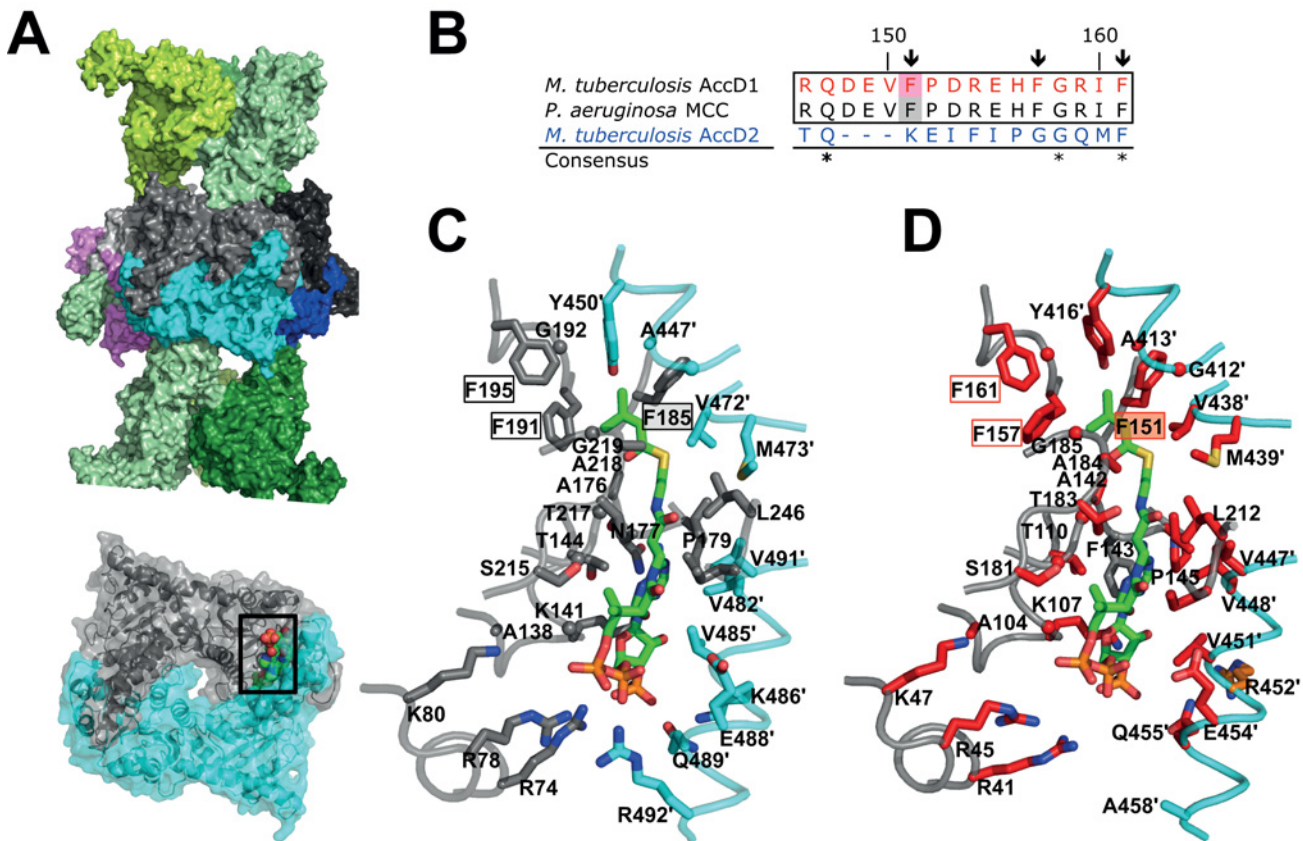 A
B
150 160
M. tuberculosis AccD1 R Q D E V F P D R E H F G R I F
P. aeruginosa MCC R Q D E V F P D R E H F G R I F
M. tuberculosis AccD2 T Q - - - K E I F I P G G Q M F
Consensus * * *
C
Y450'
G192
A447'
F195
F185
V472'
F191
G219
M473'
A218
A176
T217
N177
L246
T144
P179
S215
V491'
K141
V482'
A138
V485'
K80
K486'
E488'
R78
Q489'
R74
R492'
D
Y416'
A413'
G412'
F161
V438'
F151
F157
G185
A184
M439'
A142
T183
L212
T110
F143
S181
V447'
P145
K107
V448'
A104
V451'
K47
R452'
Q455'
E454'
R45
R41
A458'